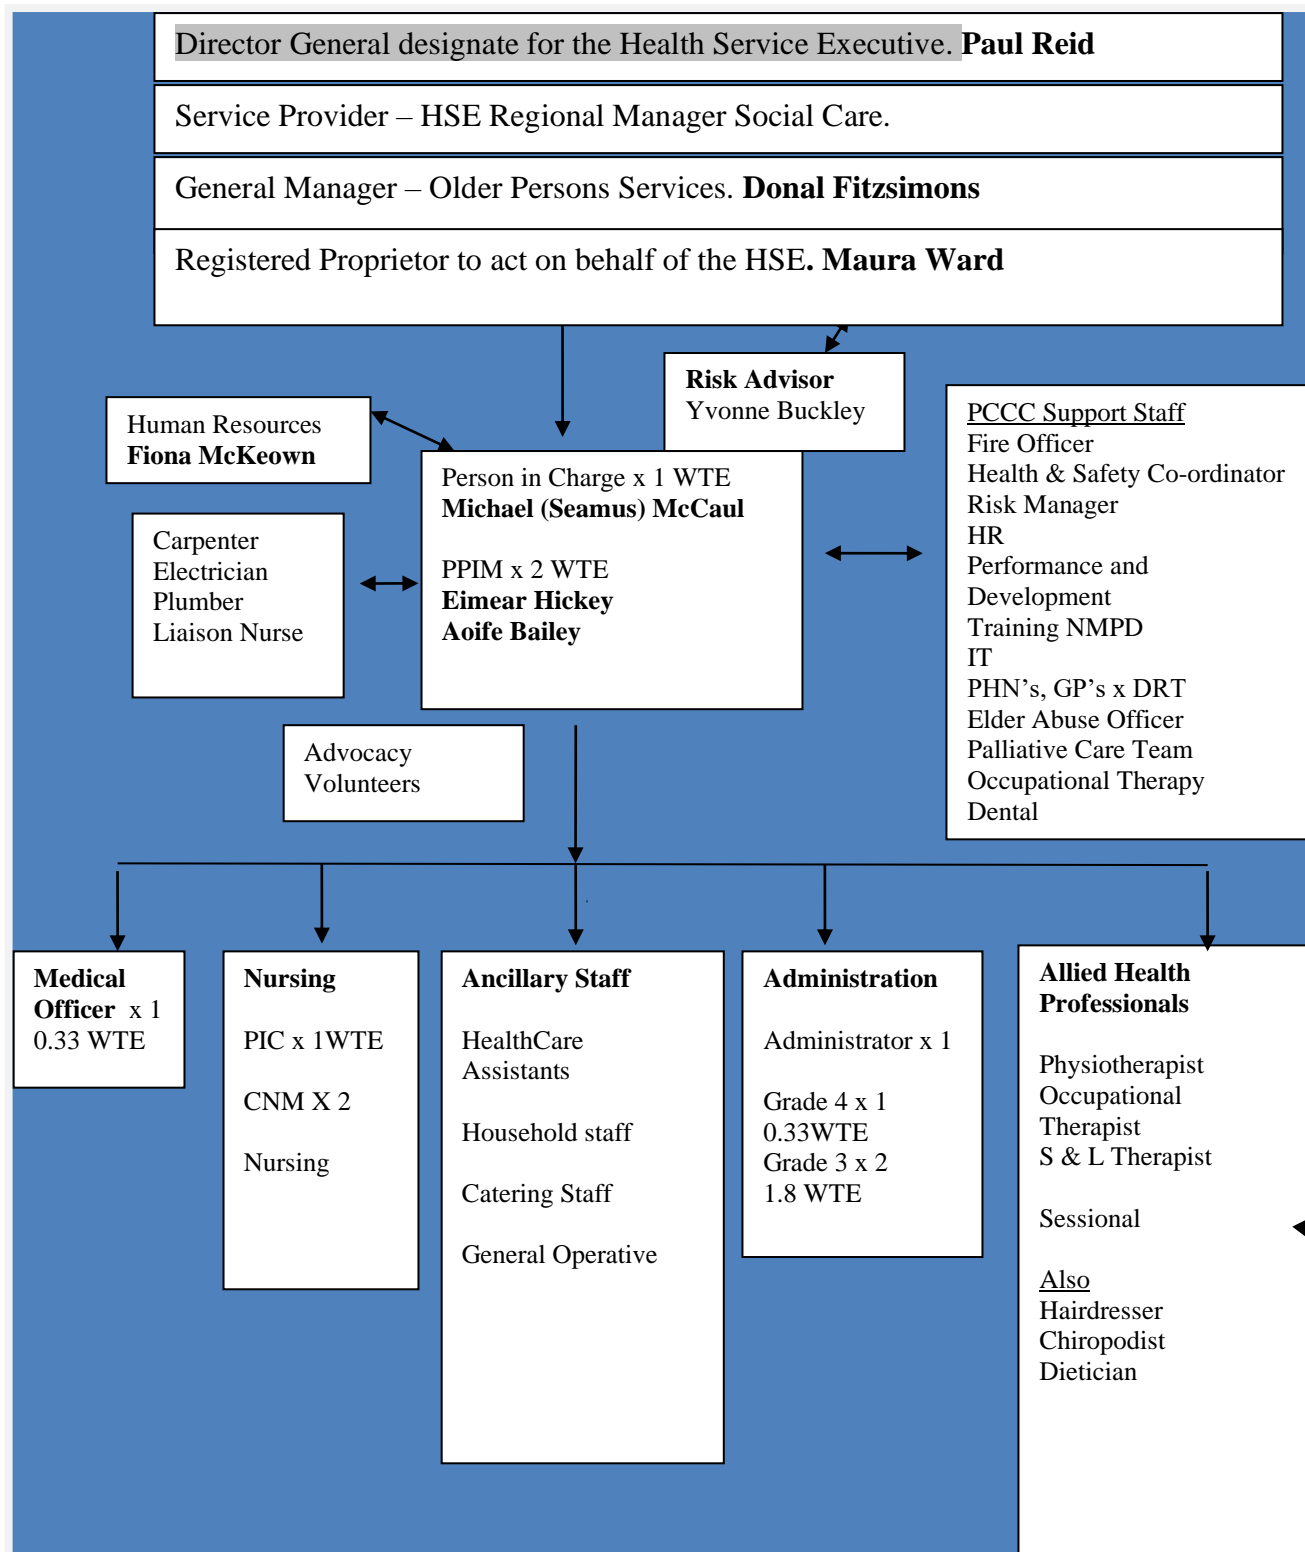 Director General designate for the Health Service Executive. Paul Reid
Service Provider – HSE Regional Manager Social Care.
General Manager – Older Persons Services. Donal Fitzsimons
Registered Proprietor to act on behalf of the HSE. Maura Ward
Risk Advisor
Yvonne Buckley
Human Resources
Fiona McKeown
Person in Charge x 1 WTE
Michael (Seamus) McCaul
PPIM x 2 WTE
Eimear Hickey
Aoife Bailey
PCCC Support Staff
Fire Officer
Health & Safety Co-ordinator
Risk Manager
HR
Performance and
Development
Training NMPD
IT
PHN’s, GP’s x DRT
Elder Abuse Officer
Palliative Care Team
Occupational Therapy
Dental
Carpenter
Electrician
Plumber
Liaison Nurse
Advocacy
Volunteers
Medical
Officer x 1
0.33 WTE
Nursing
PIC x 1WTE
CNM X 2
Nursing
Ancillary Staff
HealthCare
Assistants
Household staff
Catering Staff
General Operative
Administration
Administrator x 1
Grade 4 x 1
0.33WTE
Grade 3 x 2
1.8 WTE
Allied Health
Professionals
Physiotherapist
Occupational
Therapist
S & L Therapist
Sessional
Also
Hairdresser
Chiropodist
Dietician